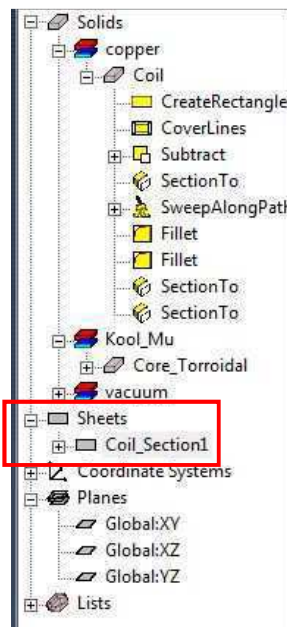 Solids
copper
Coil
CreateRectangle
CoverLines
Subtract
SectionTo
SweepAlongPath
Fillet
Fillet
SectionTo
SectionTo
Kool_Mu
Core_Torroidal
vacuum
Sheets
Coil_Section1
Coordinate Systems
Planes
Global:XY
Global:XZ
Global:YZ
Lists